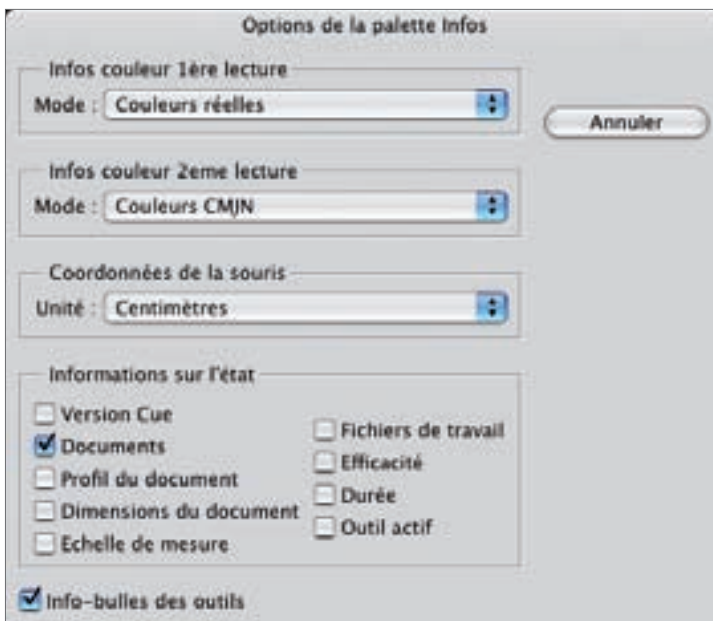 Options de la palette Infos
Infos couleur 1ère lecture
Mode : Couleurs réelles
Annuler
Infos couleur 2eme lecture
Mode : Couleurs CMJN
Coordonnées de la souris
Unité : Centimètres
Informations sur l'état
Version Cue
Documents
Profil du document
Dimensions du document
Echelle de mesure
Fichiers de travail
Efficacité
Durée
Outil actif
Info-bulles des outils